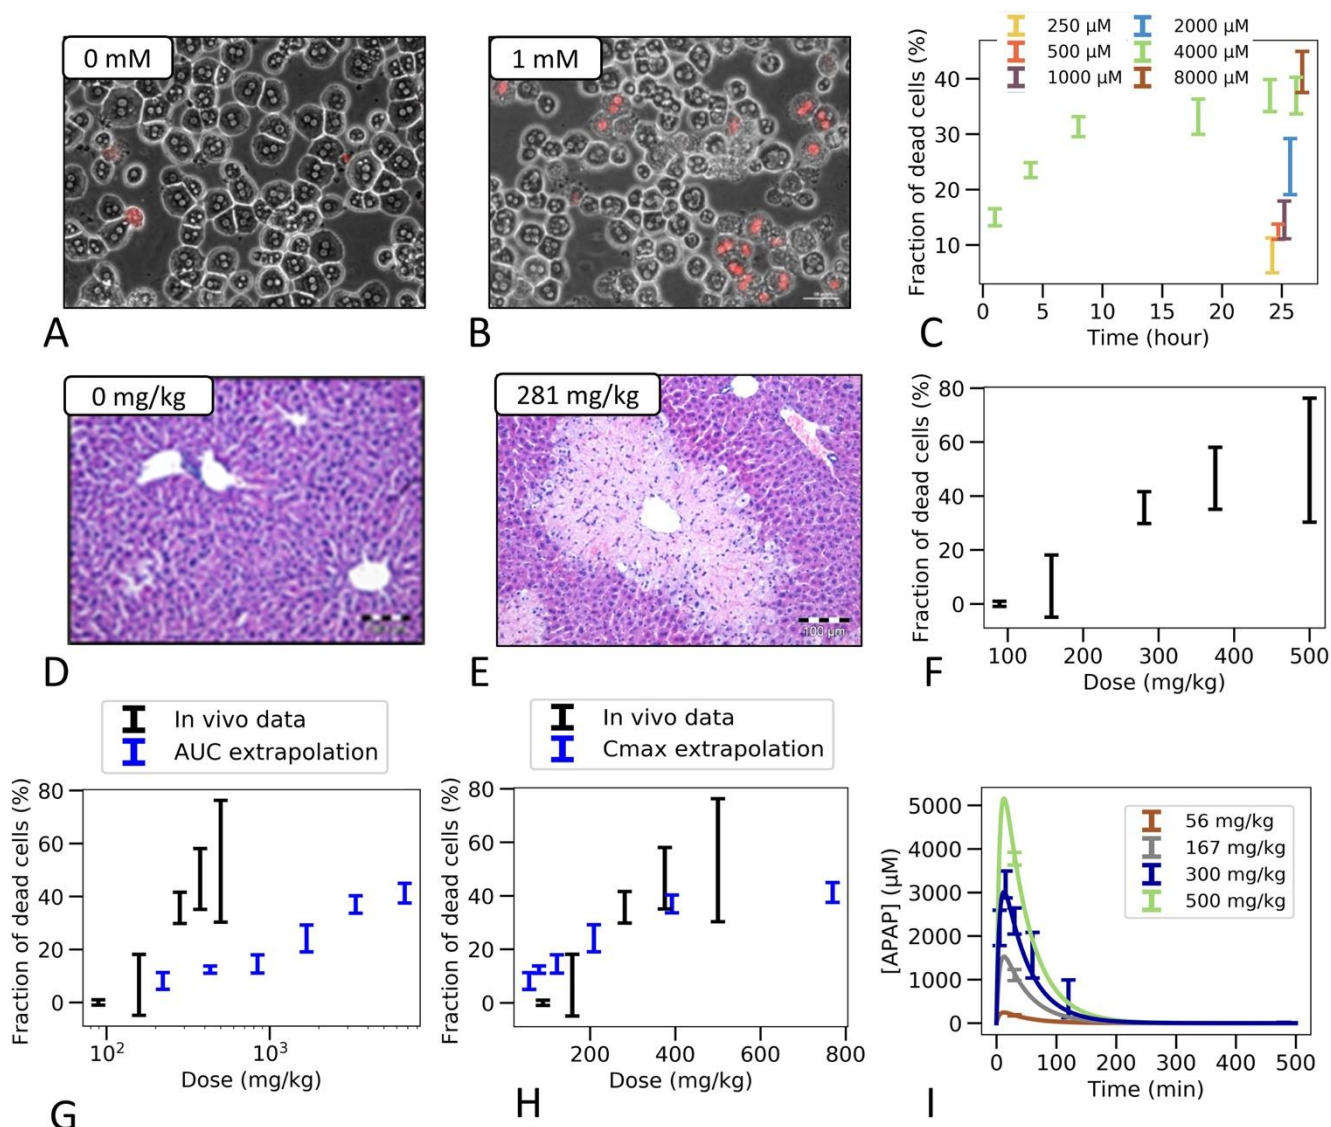 0 mM
A
1 mM
B
250 µM
500 µM
1000 µM
2000 µM
4000 µM
8000 µM
Fraction of dead cells (%)
40
30
20
10
0 5 10 15 20 25
Time (hour)
C
0 mg/kg
D
281 mg/kg
100 µm
E
Fraction of dead cells (%)
80
60
40
20
0
100 200 300 400 500
Dose (mg/kg)
F
In vivo data
AUC extrapolation
Fraction of dead cells (%)
80
60
40
20
0
10² 10³
Dose (mg/kg)
G
In vivo data
Cmax extrapolation
Fraction of dead cells (%)
80
60
40
20
0
200 400 600 800
Dose (mg/kg)
H
56 mg/kg
167 mg/kg
300 mg/kg
500 mg/kg
[APAP] (µM)
5000
4000
3000
2000
1000
0
0 100 200 300 400 500
Time (min)
I